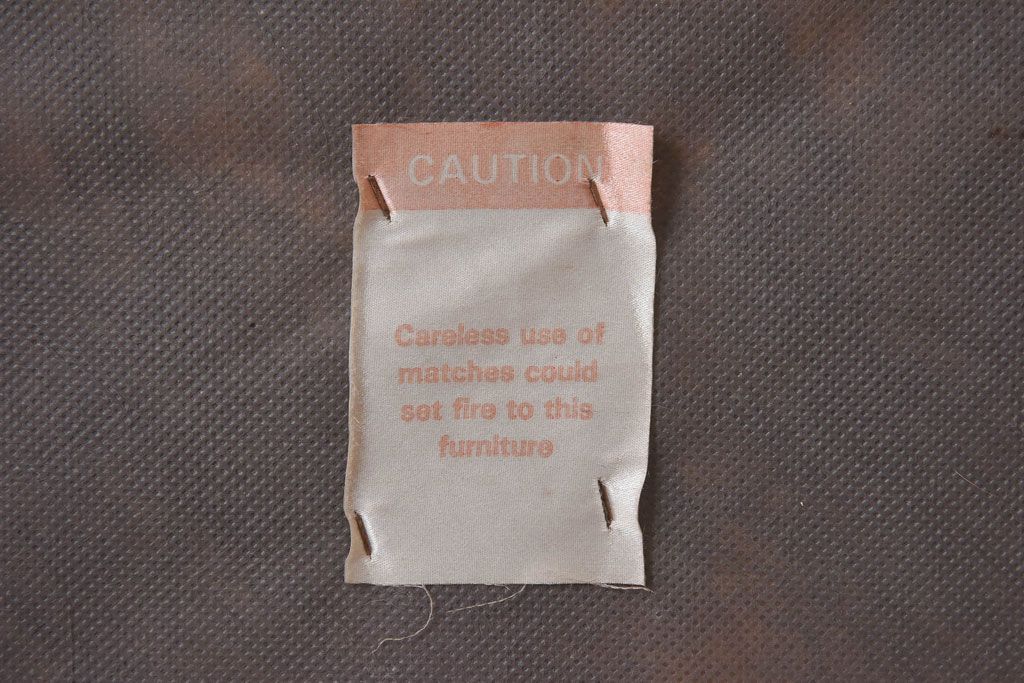 CAUTION
Careless use of
matches could
set fire to this
furniture